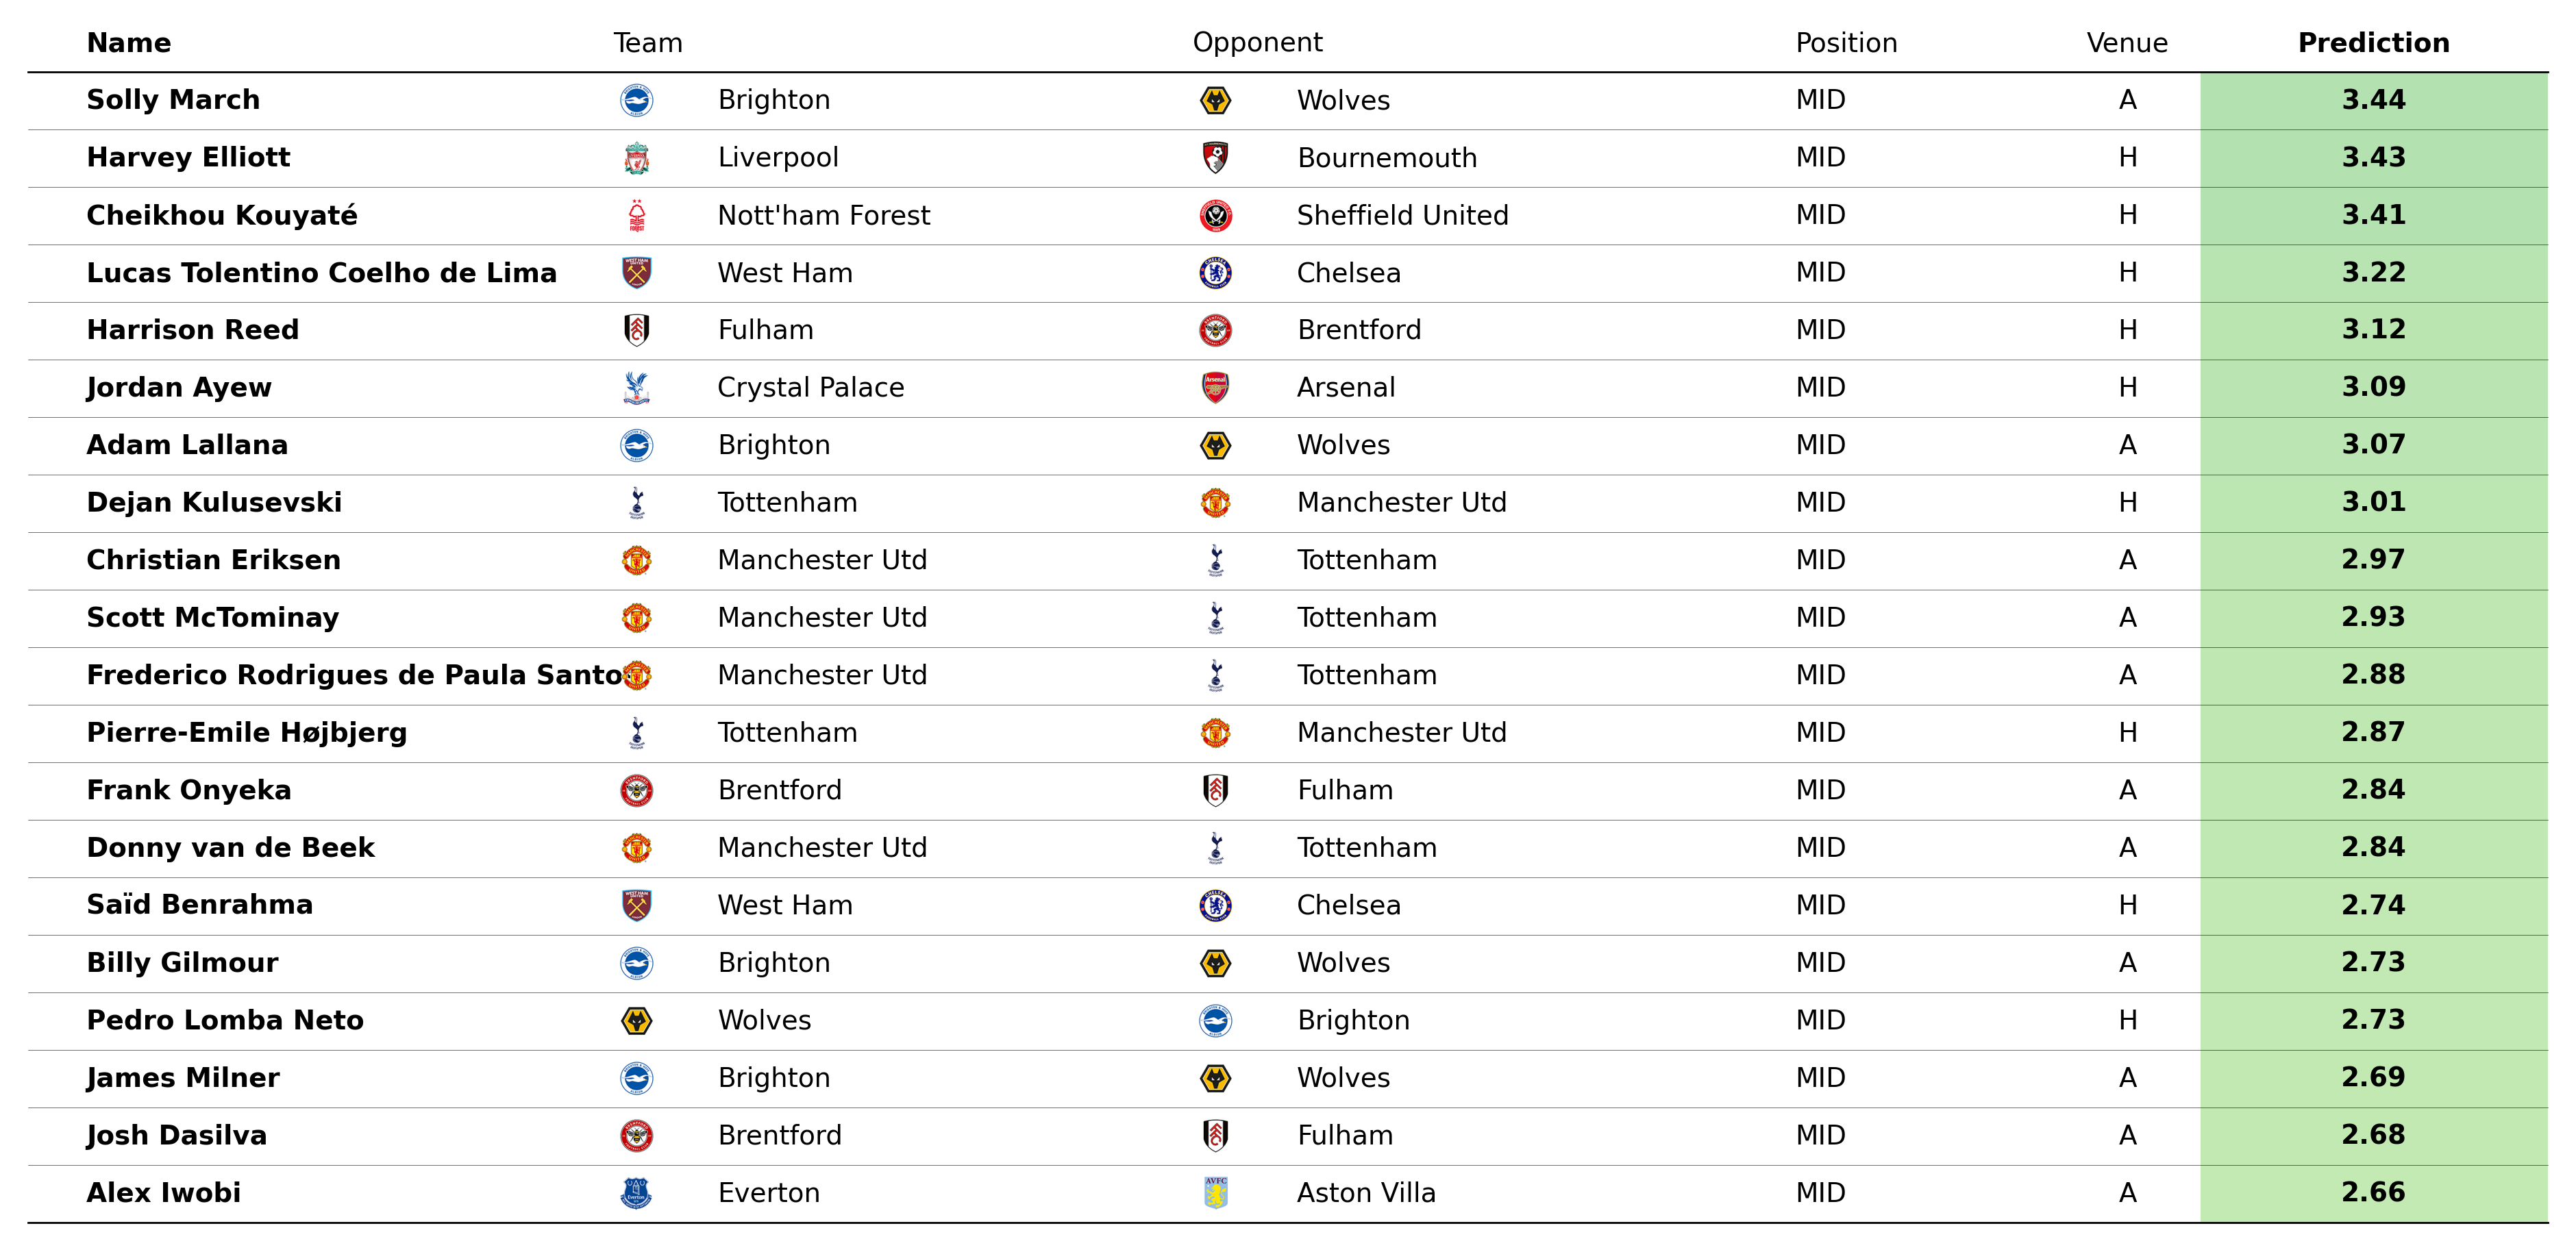 Name Team Opponent Position Venue Prediction
Solly March Brighton Wolves MID A 3.44
Harvey Elliott Liverpool Bournemouth MID H 3.43
Cheikhou Kouyaté Nott'ham Forest Sheffield United MID H 3.41
Lucas Tolentino Coelho de Lima West Ham Chelsea MID H 3.22
Harrison Reed Fulham Brentford MID H 3.12
Jordan Ayew Crystal Palace Arsenal MID H 3.09
Adam Lallana Brighton Wolves MID A 3.07
Dejan Kulusevski Tottenham Manchester Utd MID H 3.01
Christian Eriksen Manchester Utd Tottenham MID A 2.97
Scott McTominay Manchester Utd Tottenham MID A 2.93
Frederico Rodrigues de Paula Santo Manchester Utd Tottenham MID A 2.88
Pierre-Emile Højbjerg Tottenham Manchester Utd MID H 2.87
Frank Onyeka Brentford Fulham MID A 2.84
Donny van de Beek Manchester Utd Tottenham MID A 2.84
Saïd Benrahma West Ham Chelsea MID H 2.74
Billy Gilmour Brighton Wolves MID A 2.73
Pedro Lomba Neto Wolves Brighton MID H 2.73
James Milner Brighton Wolves MID A 2.69
Josh Dasilva Brentford Fulham MID A 2.68
Alex Iwobi Everton Aston Villa MID A 2.66